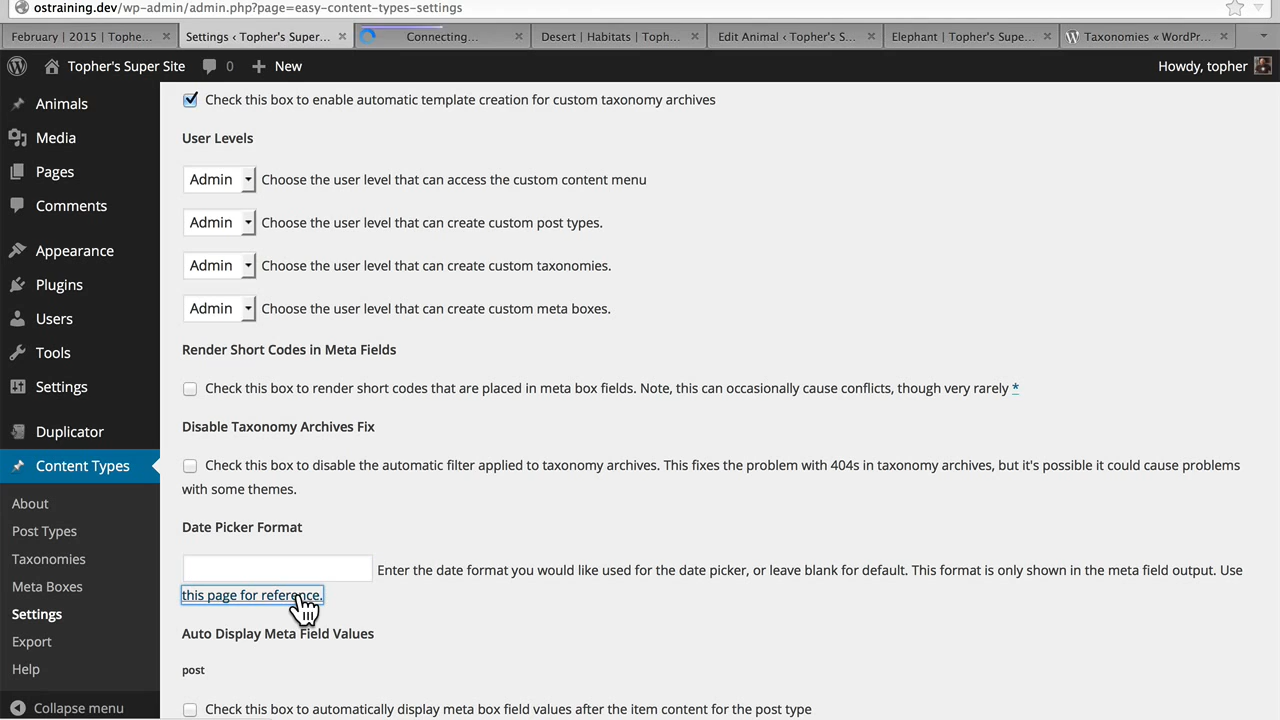 ostraining.dev/wp-admin/admin.php?page=easy-content-types-settings
February | 2015 | Tophe... × Settings ‹ Topher's Super... × Connecting... × Desert | Habitats | Toph... × Edit Animal ‹ Topher's S... × Elephant | Topher's Supe... × Taxonomies « WordPr... ×
Topher's Super Site 0 + New Howdy, topher
Animals
Media
Pages
Comments
Appearance
Plugins
Users
Tools
Settings
Duplicator
Content Types
About
Post Types
Taxonomies
Meta Boxes
Settings
Export
Help
Collapse menu
Check this box to enable automatic template creation for custom taxonomy archives
User Levels
Admin Choose the user level that can access the custom content menu
Admin Choose the user level that can create custom post types.
Admin Choose the user level that can create custom taxonomies.
Admin Choose the user level that can create custom meta boxes.
Render Short Codes in Meta Fields
Check this box to render short codes that are placed in meta box fields. Note, this can occasionally cause conflicts, though very rarely *
Disable Taxonomy Archives Fix
Check this box to disable the automatic filter applied to taxonomy archives. This fixes the problem with 404s in taxonomy archives, but it's possible it could cause problems
with some themes.
Date Picker Format
Enter the date format you would like used for the date picker, or leave blank for default. This format is only shown in the meta field output. Use
this page for reference.
Auto Display Meta Field Values
post
Check this box to automatically display meta box field values after the item content for the post type